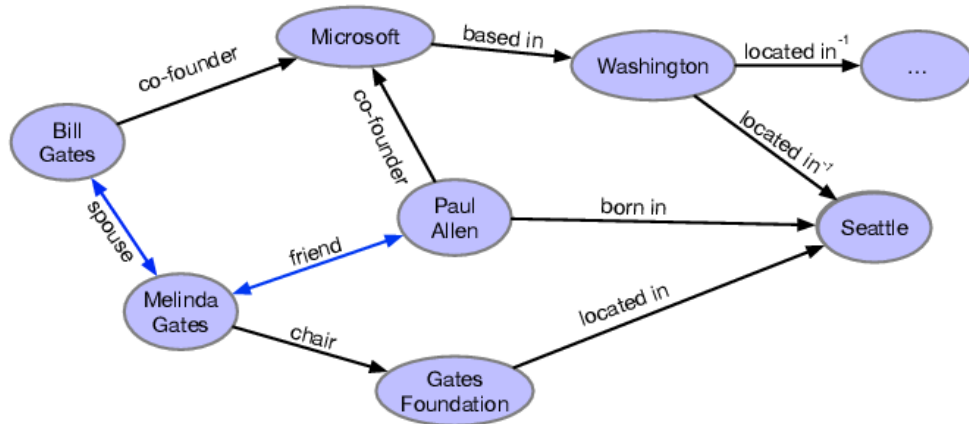 Microsoft
based in
Washington
located in⁻¹
...
co-founder
Bill
Gates
co-founder
located in⁻¹
spouse
Paul
Allen
born in
Seattle
friend
Melinda
Gates
located in
chair
Gates
Foundation